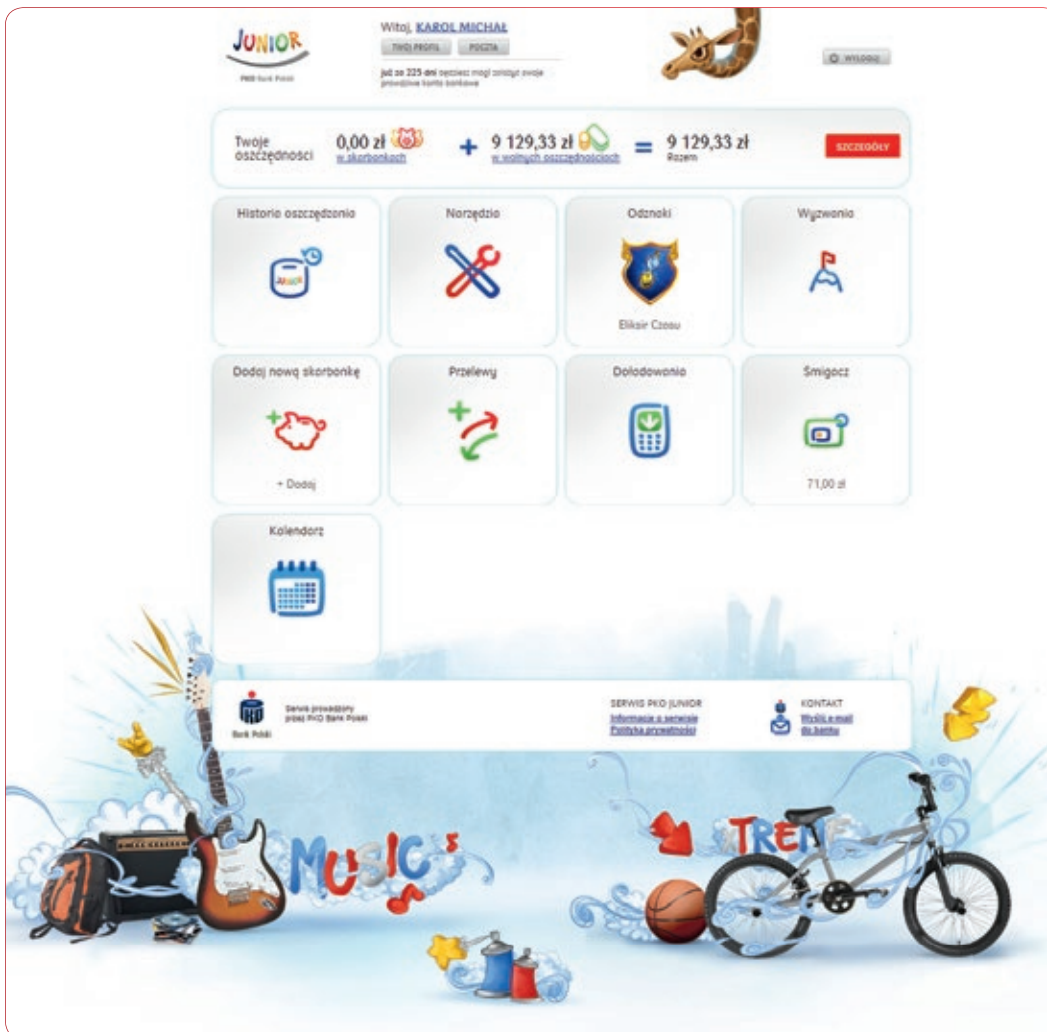 JUNIOR
PKO Bank Polski
Witaj, KAROL MICHAŁ
TWÓJ PROFIL
POCZTA
już za 225 dni będziesz mógł założyć swoje
prawdziwe konto bankowe
WYLOGUJ
Twoje
oszczędności
0,00 zł
w skarbonkach
+
9 129,33 zł
w wolnych oszczędnościach
=
9 129,33 zł
Razem
SZCZEGÓŁY
Historia oszczędzania
JUNIOR
Narzędzia
Odznaki
Eliksir Czasu
Wyzwania
Dodaj nową skarbonkę
+ Dodaj
Przelewy
Doładowania
Śmigacz
71,00 zł
Kalendarz
Bank Polski
Serwis prowadzony
przez PKO Bank Polski
SERWIS PKO JUNIOR
Informacje o serwisie
Polityka prywatności
KONTAKT
Wyślij e-mail
do banku
MUSIC
XTREME